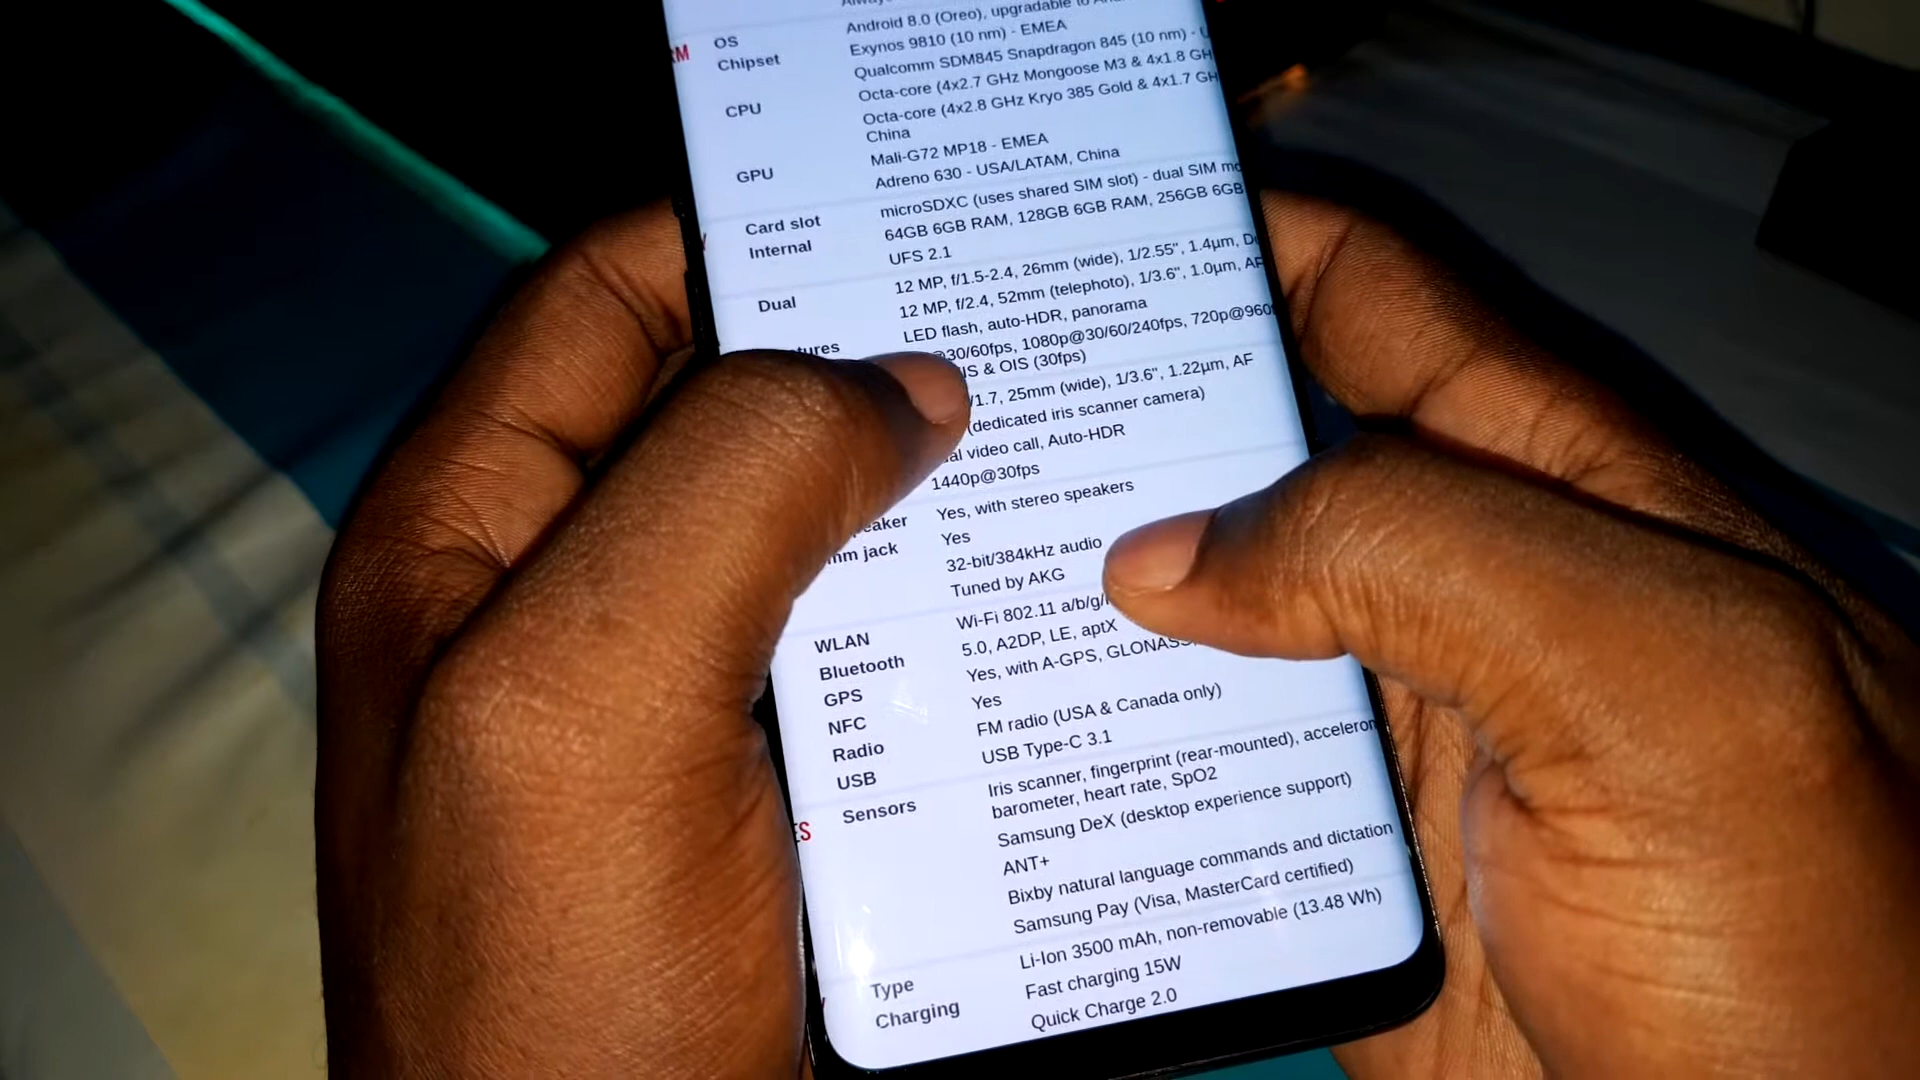 OS Android 8.0 (Oreo), upgradable to
Chipset Exynos 9810 (10 nm) - EMEA
Qualcomm SDM845 Snapdragon 845 (10 nm) -
CPU Octa-core (4x2.7 GHz Mongoose M3 & 4x1.8
Octa-core (4x2.8 GHz Kryo 385 Gold & 4x1.7
China
GPU Mali-G72 MP18 - EMEA
Adreno 630 - USA/LATAM, China
Card slot microSDXC (uses shared SIM slot) - dual SIM
Internal 64GB 6GB RAM, 128GB 6GB RAM, 256GB 6GB
UFS 2.1
Dual 12 MP, f/1.5-2.4, 26mm (wide), 1/2.55", 1.4µm,
12 MP, f/2.4, 52mm (telephoto), 1/3.6", 1.0µm, AF
LED flash, auto-HDR, panorama
@30/60fps, 1080p@30/60/240fps, 720p@960
& OIS (30fps)
/1.7, 25mm (wide), 1/3.6", 1.22µm, AF
(dedicated iris scanner camera)
video call, Auto-HDR
1440p@30fps
Yes, with stereo speakers
jack Yes
32-bit/384kHz audio
Tuned by AKG
WLAN Wi-Fi 802.11 a/b/g/
Bluetooth 5.0, A2DP, LE, aptX
GPS Yes, with A-GPS, GLONASS,
NFC Yes
Radio FM radio (USA & Canada only)
USB USB Type-C 3.1
Sensors Iris scanner, fingerprint (rear-mounted),
barometer, heart rate, SpO2
Samsung DeX (desktop experience support)
ANT+
Bixby natural language commands and dictation
Samsung Pay (Visa, MasterCard certified)
Type Li-Ion 3500 mAh, non-removable (13.48 Wh)
Charging Fast charging 15W
Quick Charge 2.0